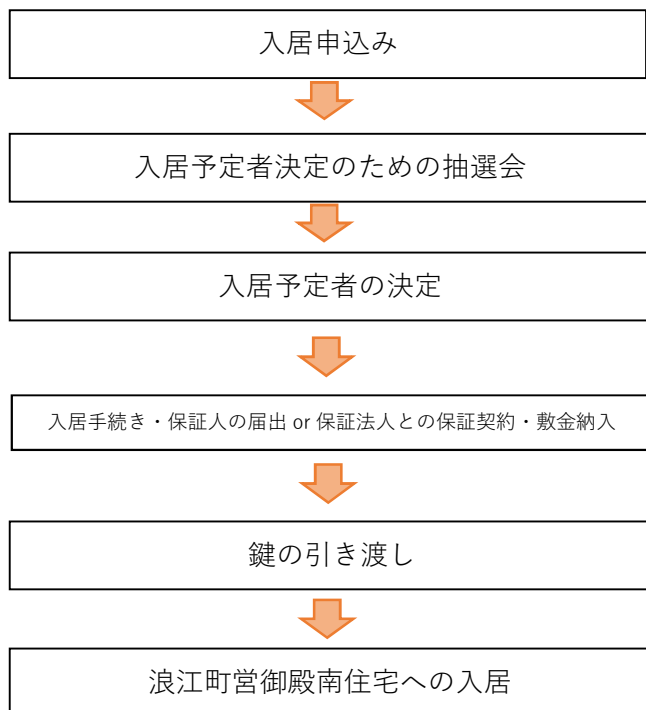 入居申込み
入居予定者決定のための抽選会
入居予定者の決定
入居手続き・保証人の届出 or 保証法人との保証契約・敷金納入
鍵の引き渡し
浪江町営御殿南住宅への入居